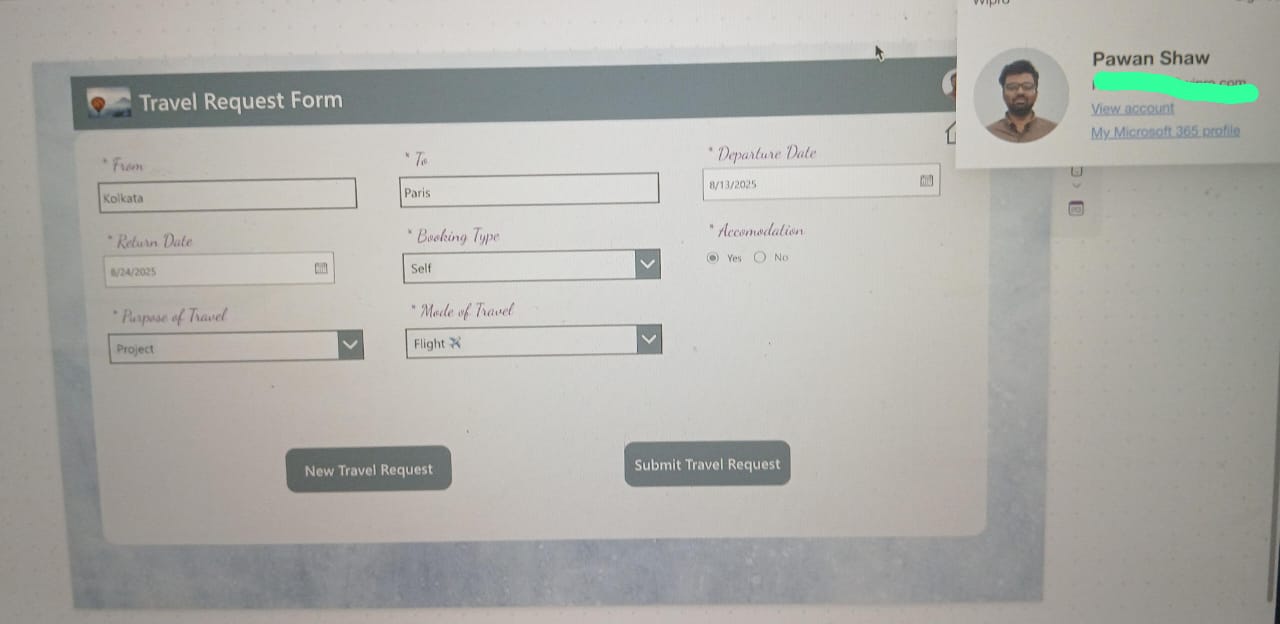 Wipro
Pawan Shaw
View account
My Microsoft 365 profile
Travel Request Form
* From
Kolkata
* To
Paris
* Departure Date
8/13/2025
* Return Date
8/24/2025
* Booking Type
Self
* Accomodation
Yes
No
* Purpose of Travel
Project
* Mode of Travel
Flight ✈
New Travel Request
Submit Travel Request